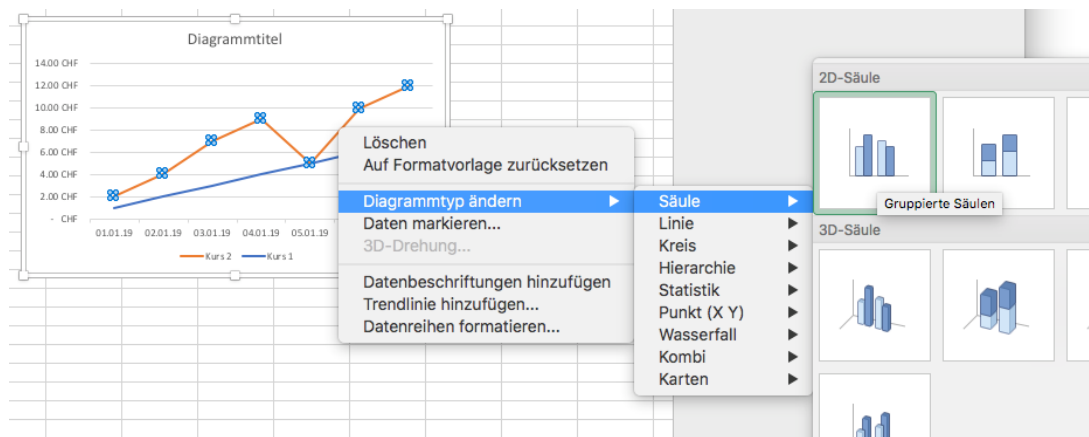 Diagrammtitel
14.00 CHF
12.00 CHF
10.00 CHF
8.00 CHF
6.00 CHF
4.00 CHF
2.00 CHF
- CHF
01.01.19 02.01.19 03.01.19 04.01.19 05.01.19
Kurs 2 Kurs 1
Löschen
Auf Formatvorlage zurücksetzen
Diagrammtyp ändern
Daten markieren...
3D-Drehung...
Datenbeschriftungen hinzufügen
Trendlinie hinzufügen...
Datenreihen formatieren...
Säule
Linie
Kreis
Hierarchie
Statistik
Punkt (X Y)
Wasserfall
Kombi
Karten
2D-Säule
Gruppierte Säulen
3D-Säule